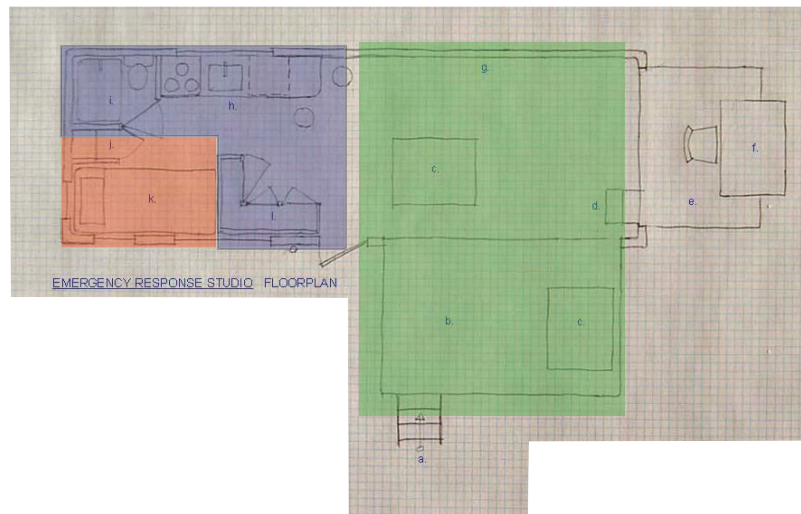 g.
i.
h.
j.
c.
f.
k.
d.
e.
l.
EMERGENCY RESPONSE STUDIO FLOORPLAN
b.
c.
a.